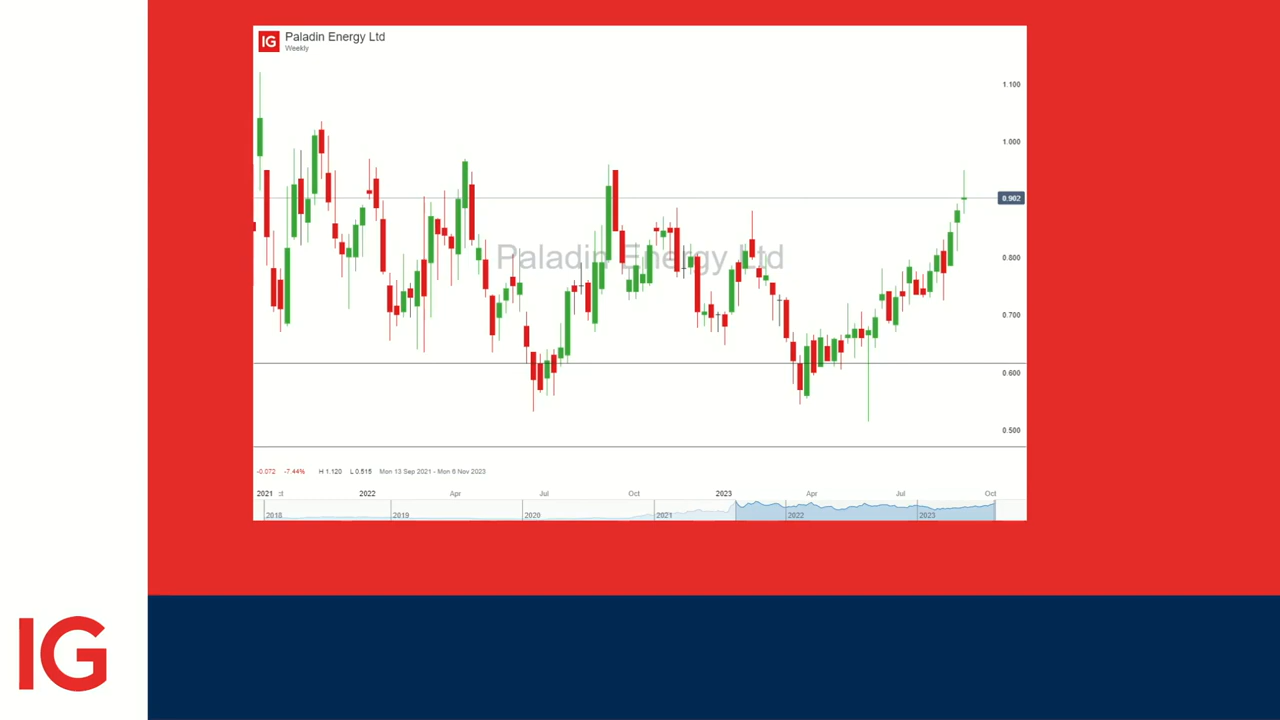 IG
Paladin Energy Ltd
Weekly
1.100
1.000
0.902
Paladin Energy Ltd
0.800
0.700
0.600
0.500
-0.072 -7.44% H 1.120 L 0.515 Mon 13 Sep 2021 - Mon 6 Nov 2023
2021 2022 Apr Jul Oct 2023 Apr Jul Oct
2018 2019 2020 2021 2022 2023
IG